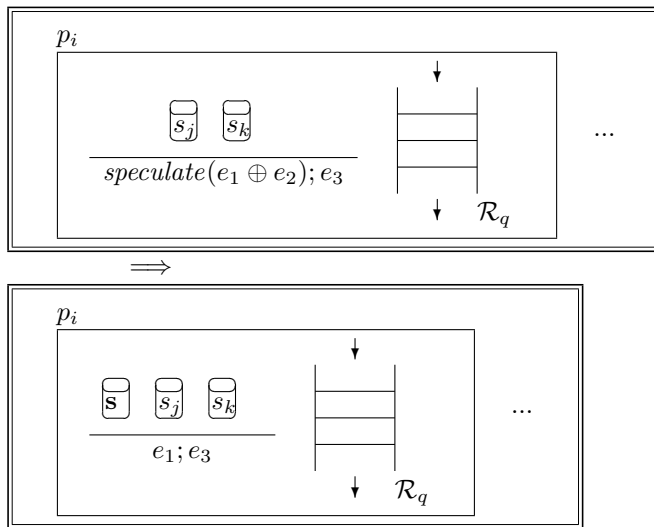 p_i
s_j s_k
speculate(e_1 ⊕ e_2); e_3
R_q
...
⟹
p_i
s s_j s_k
e_1; e_3
R_q
...